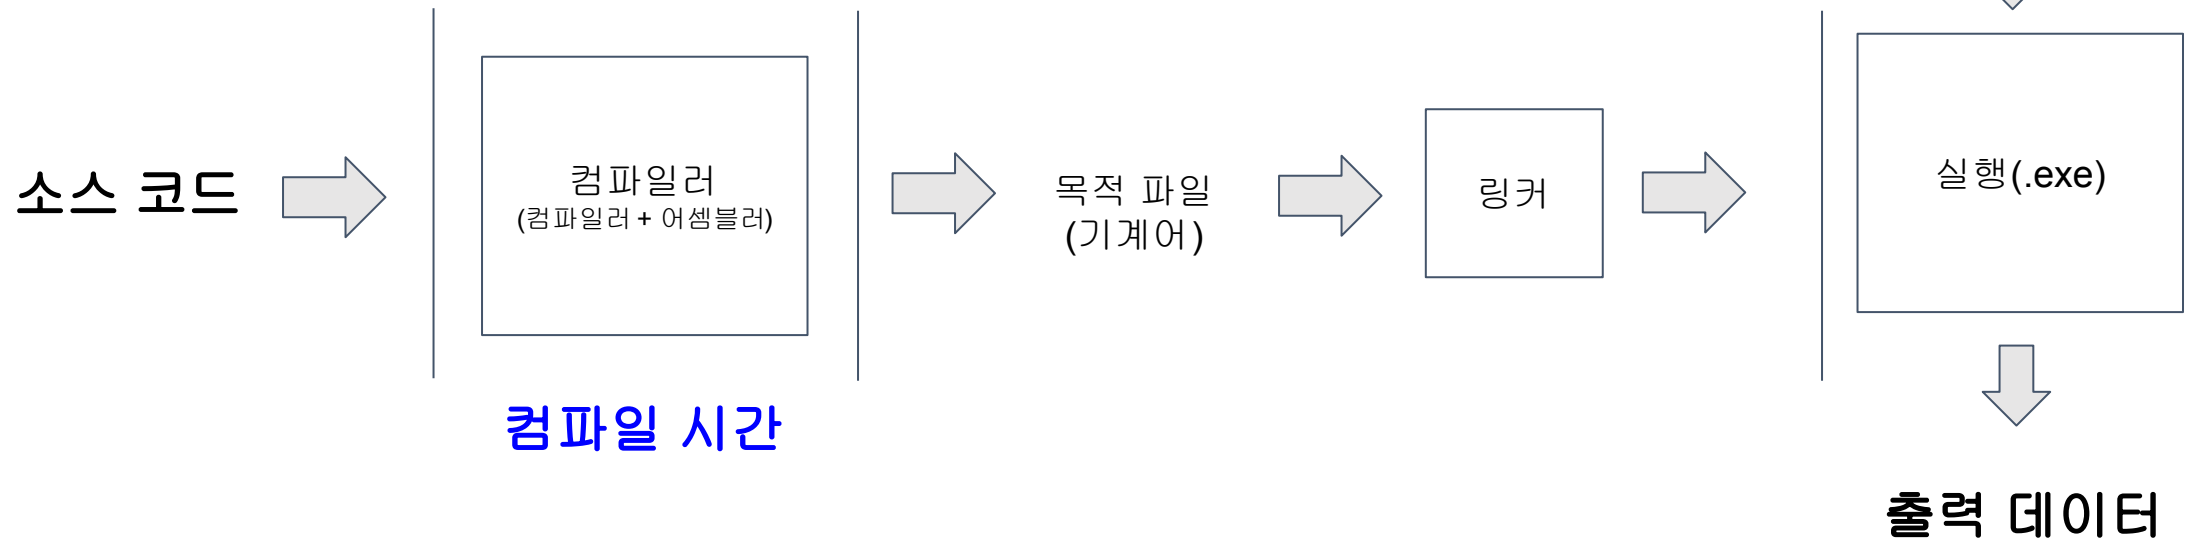 소스 코드
컴파일러
(컴파일러 + 어셈블러)
컴파일 시간
목적 파일
(기계어)
링커
실행(.exe)
출력 데이터